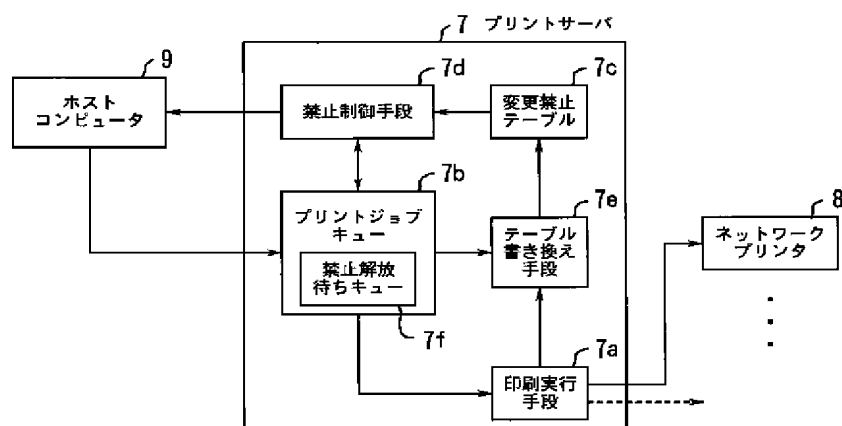 7 プリントサーバ
9
ホスト
コンピュータ
7d
禁止制御手段
7c
変更禁止
テーブル
7b
プリントジョブ
キュー
禁止解放
待ちキュー
7f
7e
テーブル
書き換え
手段
8
ネットワーク
プリンタ
7a
印刷実行
手段